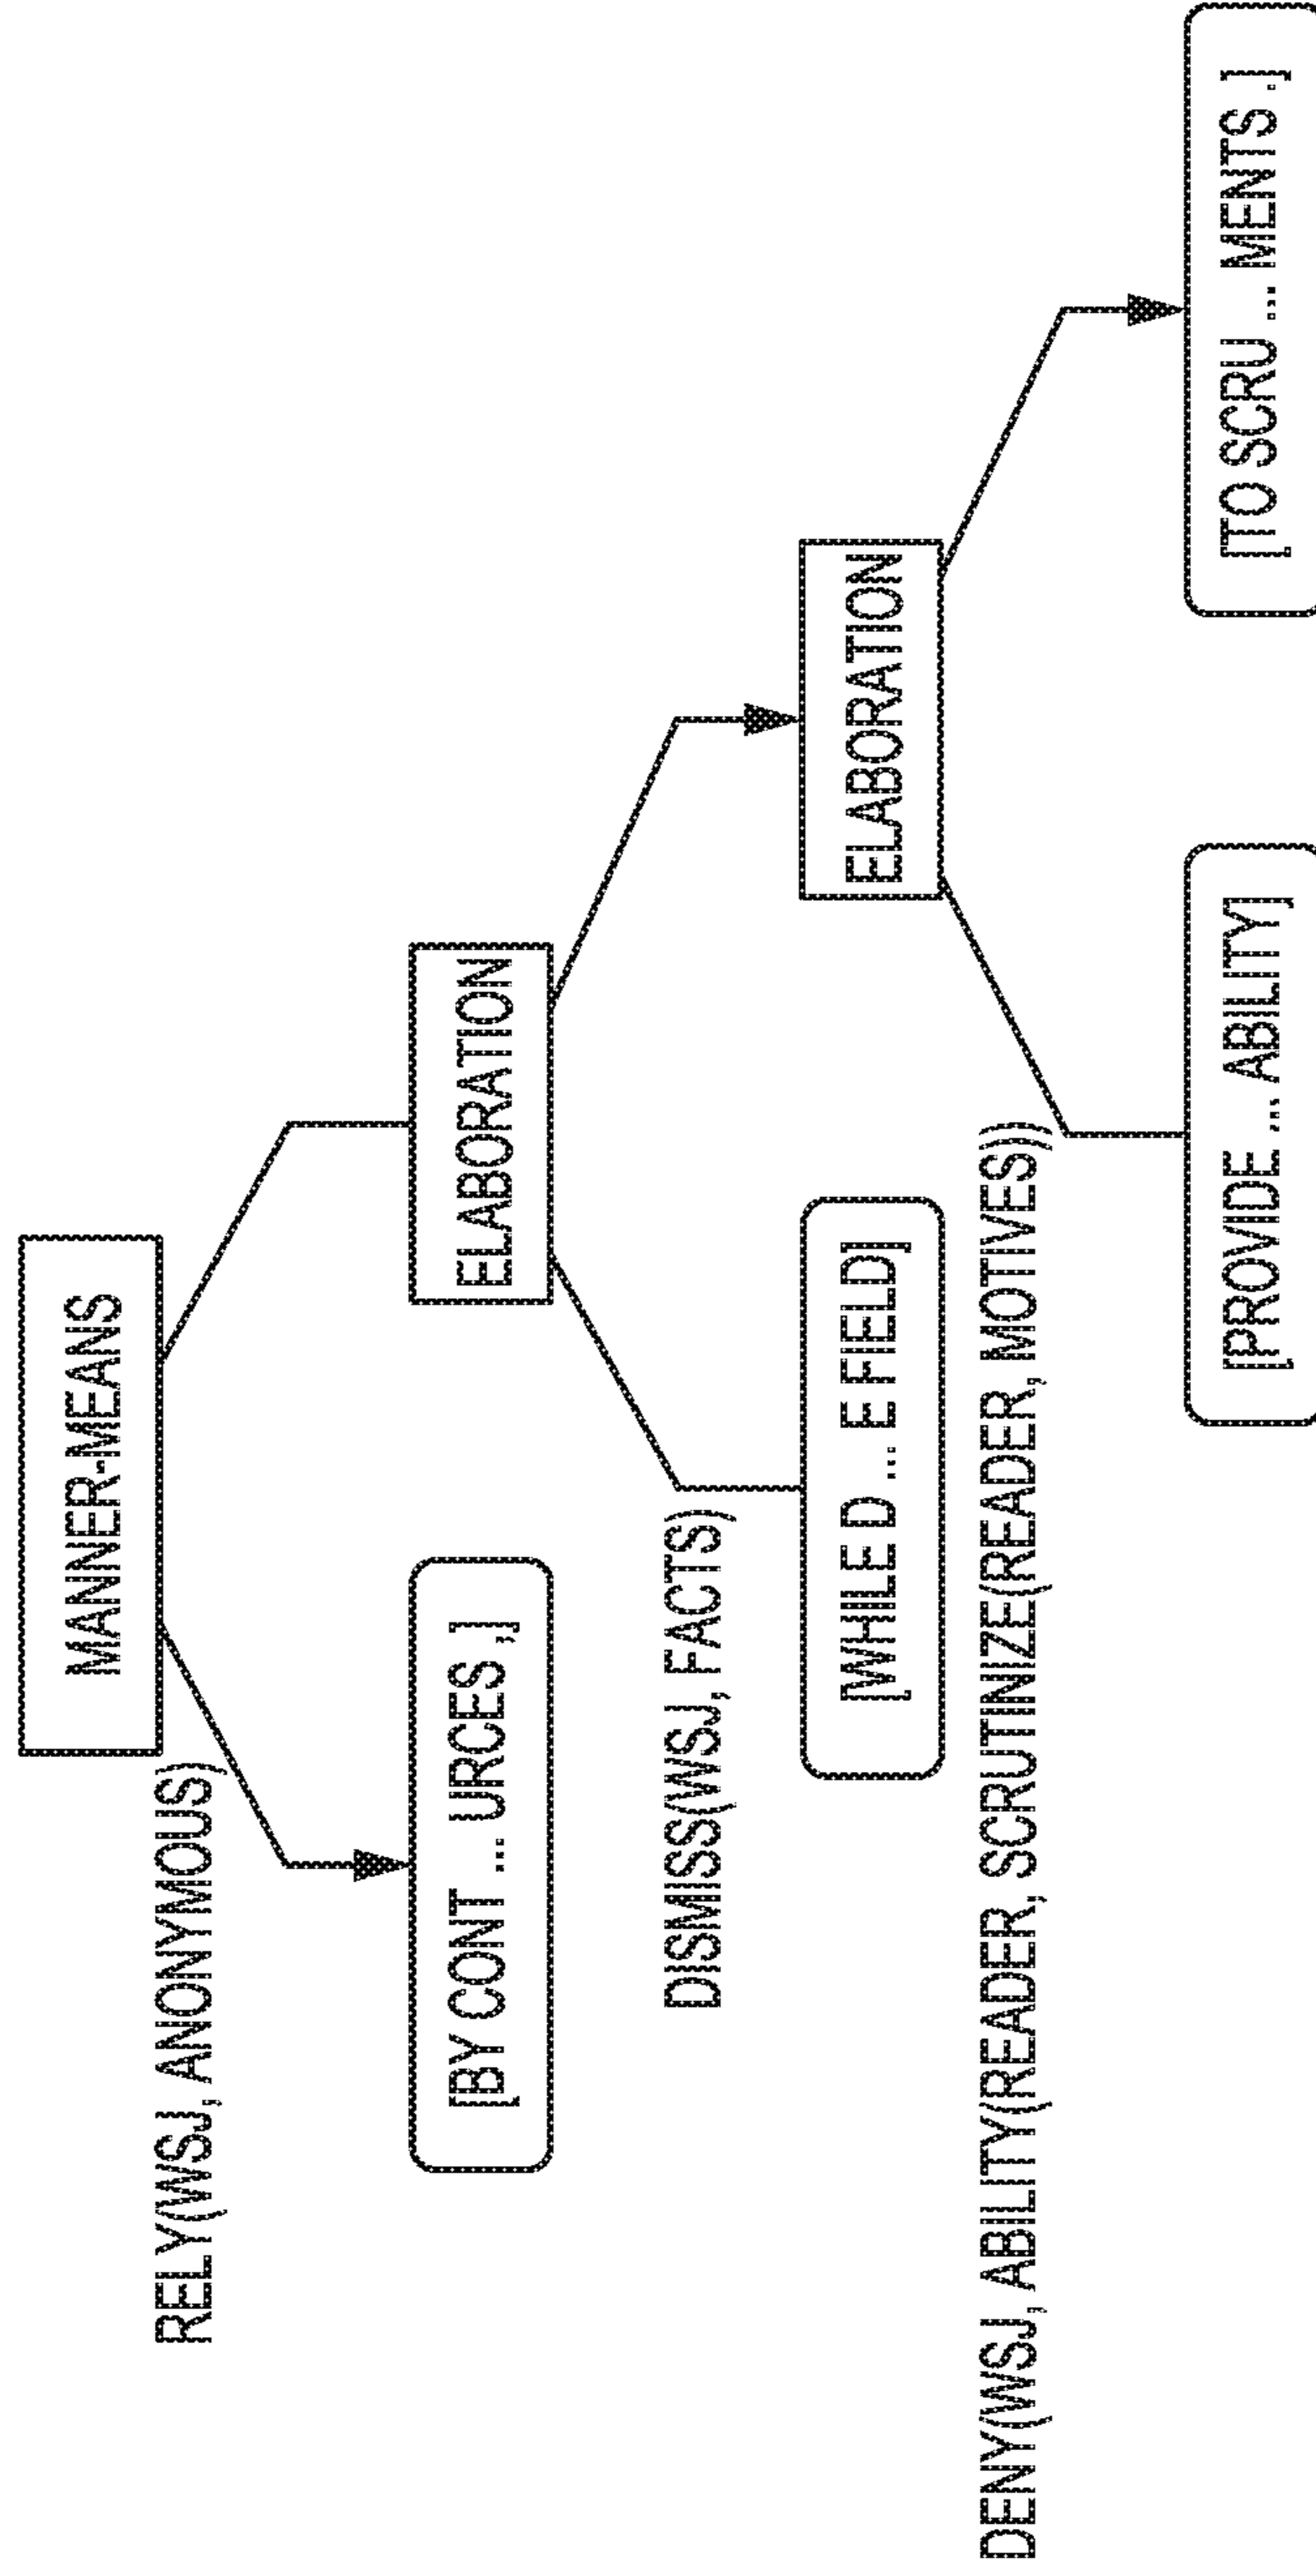 MANNER-MEANS
RELY(WSJ, ANONYMOUS)
[BY CONT ... URCES ,]
ELABORATION
DISMISS(WSJ, FACTS)
[WHILE D ... E FIELD]
ELABORATION
DENY(WSJ, ABILITY(READER, SCRUTINIZE(READER, MOTIVES))
[PROVIDE ... ABILITY]
[TO SCRU ... MENTS .]